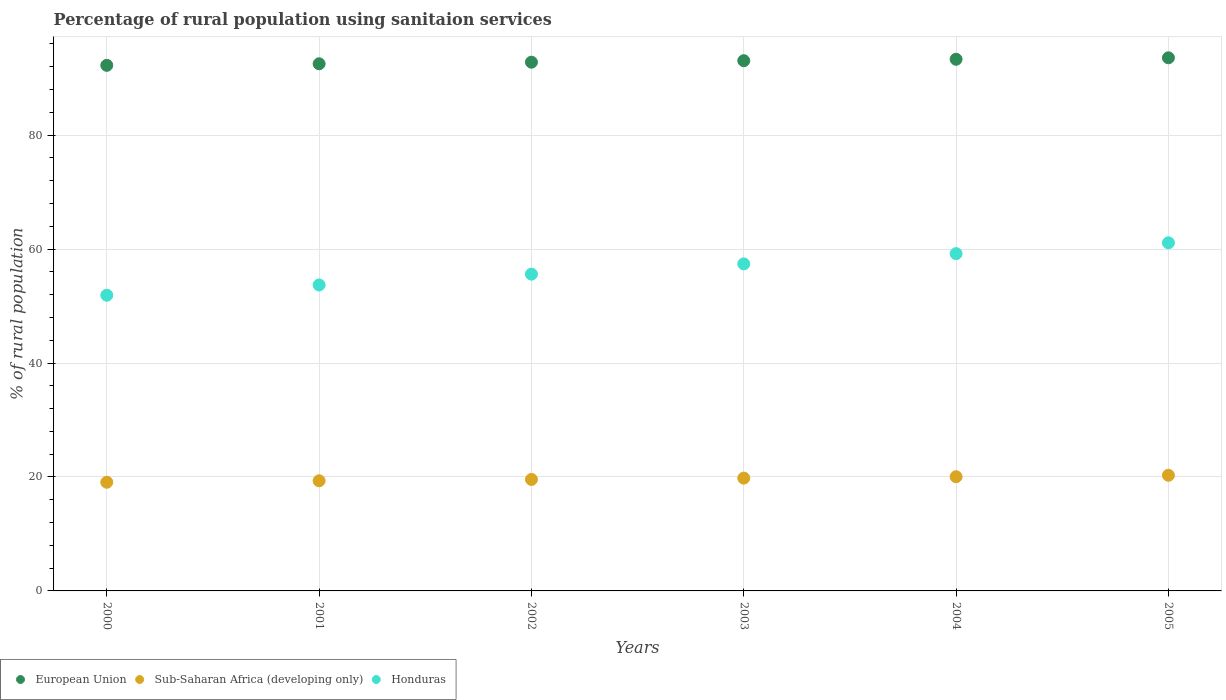 Percentage of rural population using sanitaion services
% of rural population
80
60
40
20
0
2000
2001
2002
2003
2004
2005
Years
European Union
Sub-Saharan Africa (developing only)
Honduras